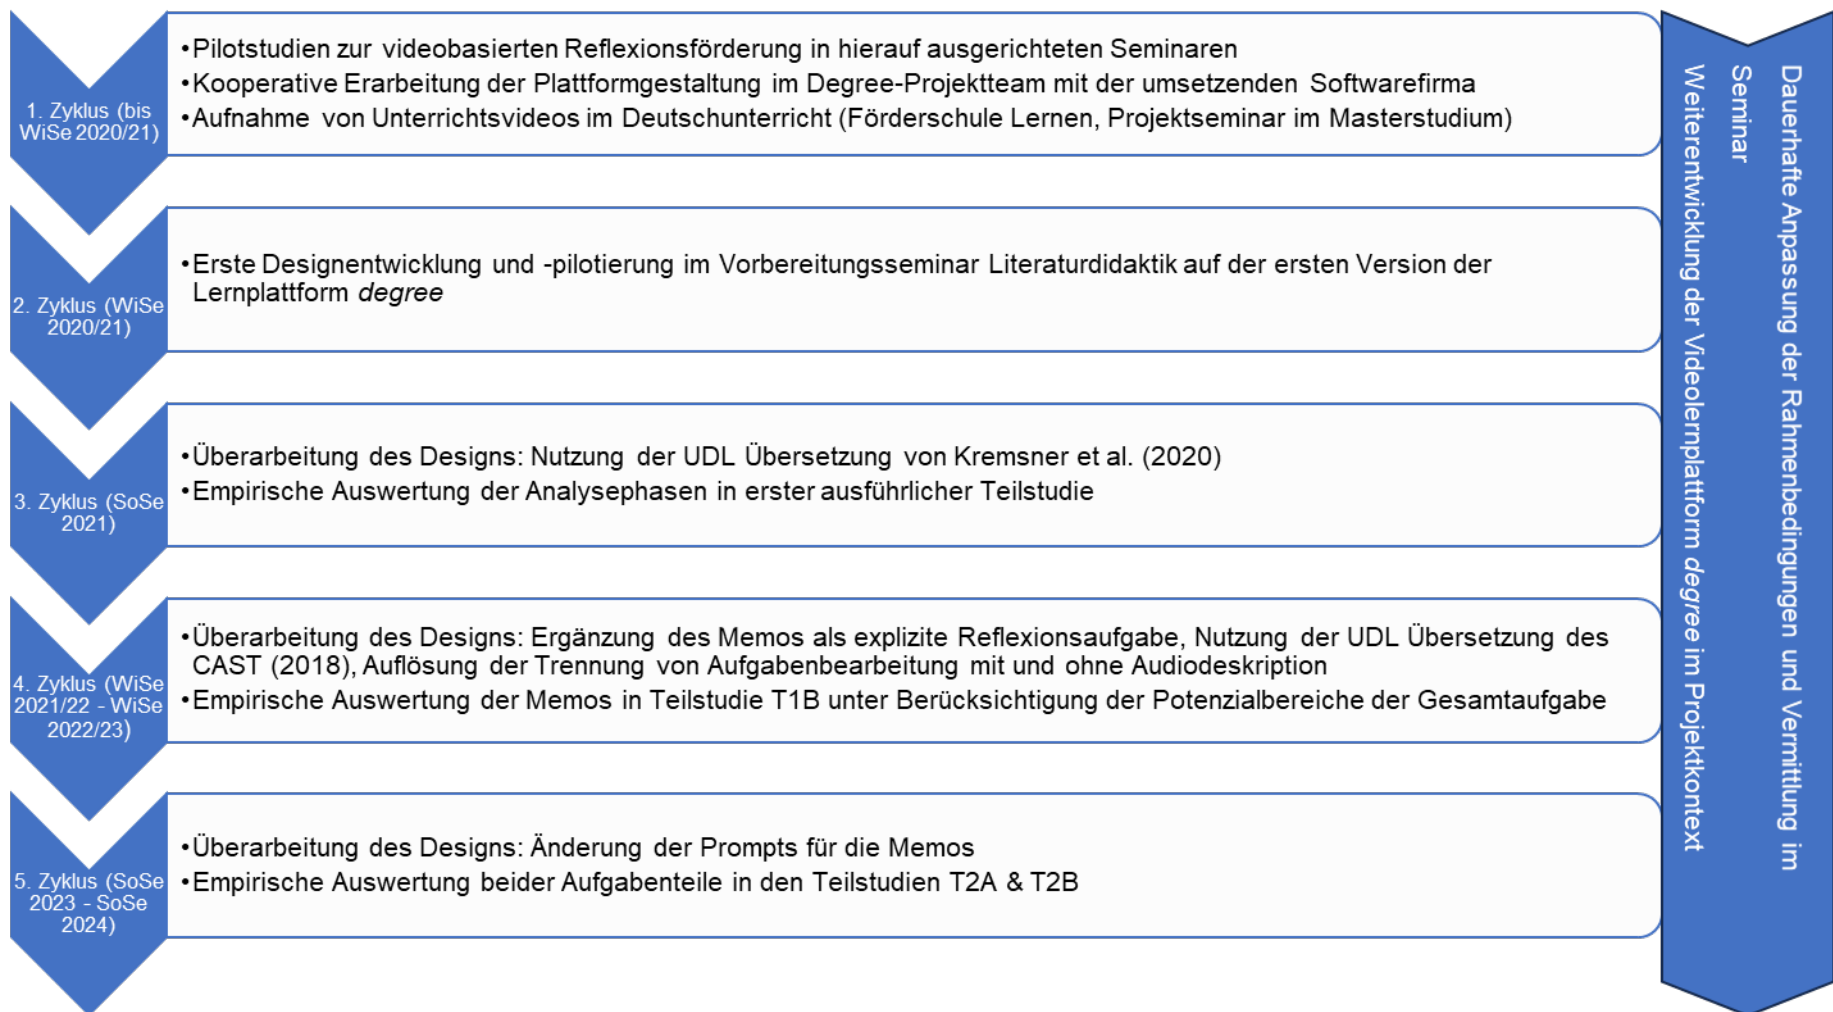 1. Zyklus (bis
WiSe 2020/21)
•Pilotstudien zur videobasierten Reflexionsförderung in hierauf ausgerichteten Seminaren
•Kooperative Erarbeitung der Plattformgestaltung im Degree-Projektteam mit der umsetzenden Softwarefirma
•Aufnahme von Unterrichtsvideos im Deutschunterricht (Förderschule Lernen, Projektseminar im Masterstudium)
2. Zyklus (WiSe
2020/21)
•Erste Designentwicklung und -pilotierung im Vorbereitungsseminar Literaturdidaktik auf der ersten Version der
Lernplattform degree
3. Zyklus (SoSe
2021)
•Überarbeitung des Designs: Nutzung der UDL Übersetzung von Kremsner et al. (2020)
•Empirische Auswertung der Analysephasen in erster ausführlicher Teilstudie
4. Zyklus (WiSe
2021/22 - WiSe
2022/23)
•Überarbeitung des Designs: Ergänzung des Memos als explizite Reflexionsaufgabe, Nutzung der UDL Übersetzung des
CAST (2018), Auflösung der Trennung von Aufgabenbearbeitung mit und ohne Audiodeskription
•Empirische Auswertung der Memos in Teilstudie T1B unter Berücksichtigung der Potenzialbereiche der Gesamtaufgabe
5. Zyklus (SoSe
2023 - SoSe
2024)
•Überarbeitung des Designs: Änderung der Prompts für die Memos
•Empirische Auswertung beider Aufgabenteile in den Teilstudien T2A & T2B
Dauerhafte Anpassung der Rahmenbedingungen und Vermittlung im
Seminar
Weiterentwicklung der Videolernplattform degree im Projektkontext